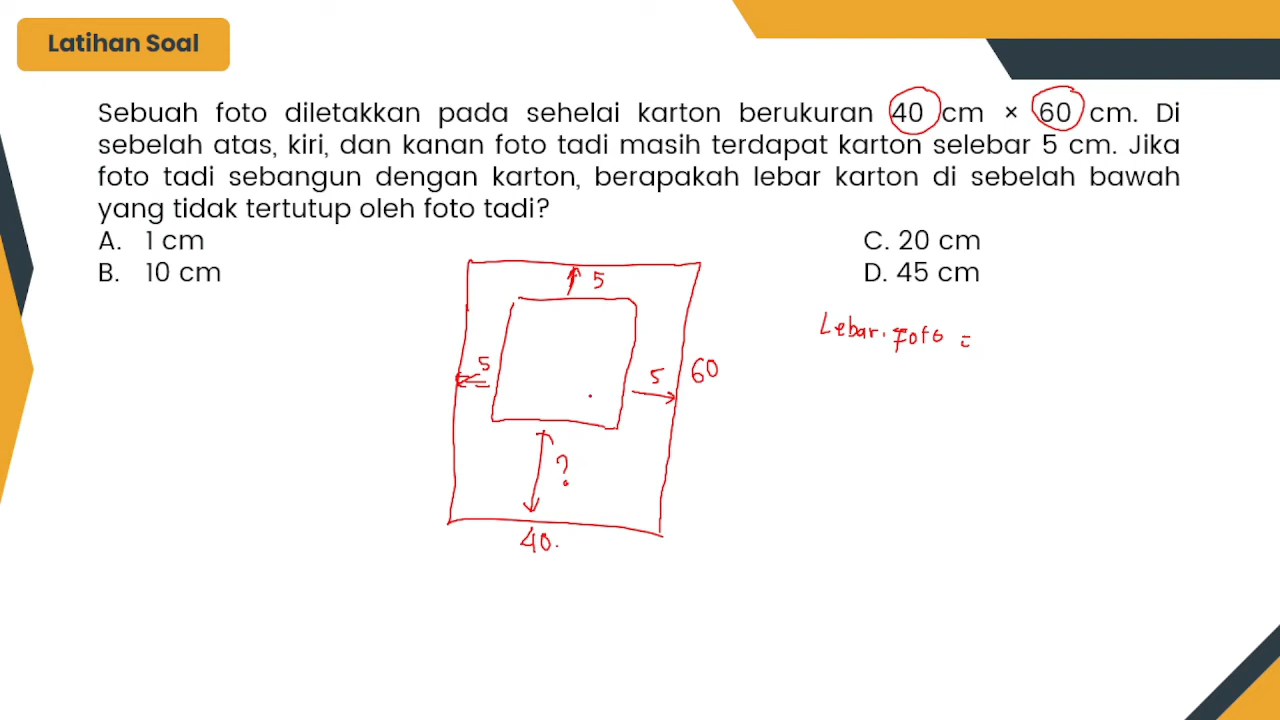 Latihan Soal
Sebuah foto diletakkan pada sehelai karton berukuran 40 cm × 60 cm. Di
sebelah atas, kiri, dan kanan foto tadi masih terdapat karton selebar 5 cm. Jika
foto tadi sebangun dengan karton, berapakah lebar karton di sebelah bawah
yang tidak tertutup oleh foto tadi?
A. 1 cm
B. 10 cm
C. 20 cm
D. 45 cm
5
Lebar. Foto =
5
5
60
?
40.